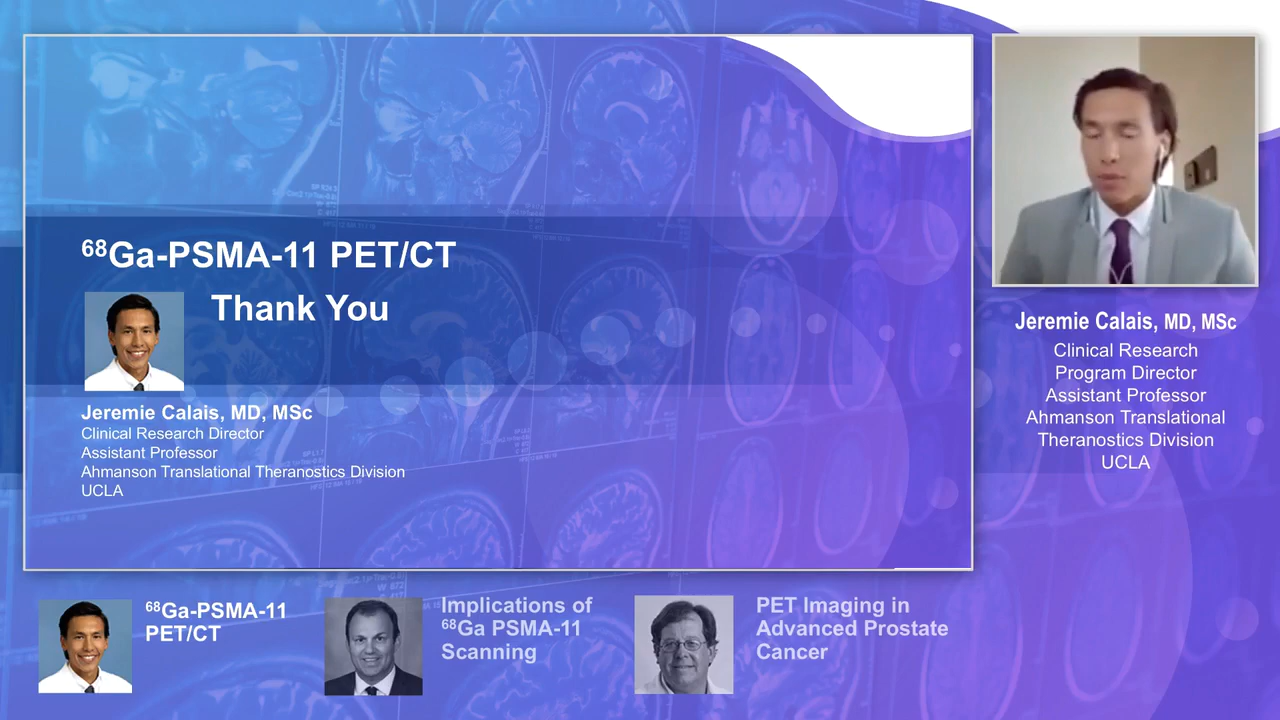 ⁶⁸Ga-PSMA-11 PET/CT
Thank You
Jeremie Calais, MD, MSc
Clinical Research Director
Assistant Professor
Ahmanson Translational Theranostics Division
UCLA
Jeremie Calais, MD, MSc
Clinical Research
Program Director
Assistant Professor
Ahmanson Translational
Theranostics Division
UCLA
⁶⁸Ga-PSMA-11
PET/CT
Implications of
⁶⁸Ga PSMA-11
Scanning
PET Imaging in
Advanced Prostate
Cancer